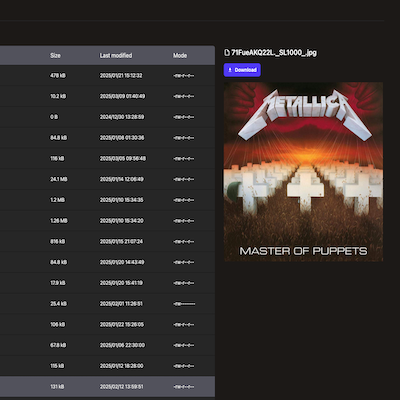 Size Last modified Mode
478 kB 2025/01/21 15:12:32 -rw-r--r--
10.2 kB 2025/03/09 01:40:49 -rw-r--r--
0 B 2024/12/30 13:28:59 -rw-r--r--
84.8 kB 2025/01/08 01:30:36 -rw-r--r--
116 kB 2025/03/05 09:56:48 -rw-r--r--
24.1 MB 2025/01/14 12:06:49 -rw-r--r--
1.2 MB 2025/01/10 15:34:35 -rw-r--r--
1.26 MB 2025/01/10 15:34:20 -rw-r--r--
816 kB 2025/01/15 21:07:24 -rw-r--r--
84.8 kB 2025/01/20 14:43:49 -rw-r--r--
17.9 kB 2025/01/20 15:41:19 -rw-r--r--
25.4 kB 2025/02/01 11:26:51 -rw-------
106 kB 2025/01/22 15:26:05 -rw-r--r--
67.8 kB 2025/01/06 22:30:00 -rw-r--r--
115 kB 2025/01/12 18:28:00 -rw-r--r--
131 kB 2025/02/12 13:59:51 -rw-r--r--
71FueAKQ22L._SL1000_.jpg
Download
METALLICA
MASTER OF PUPPETS